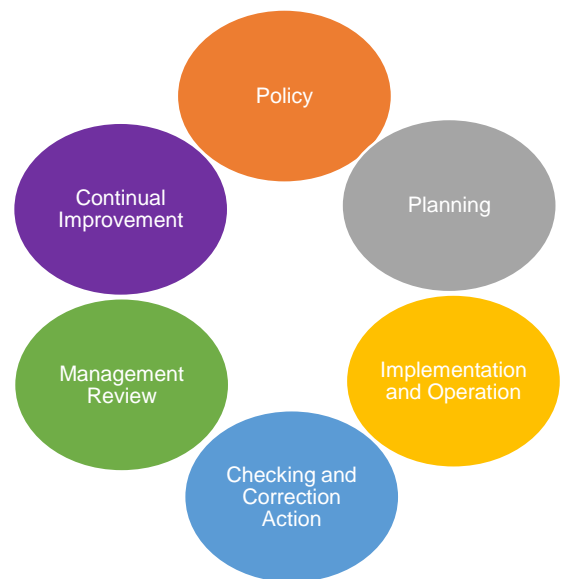 Policy
Planning
Implementation
and Operation
Checking and
Correction
Action
Management
Review
Continual
Improvement